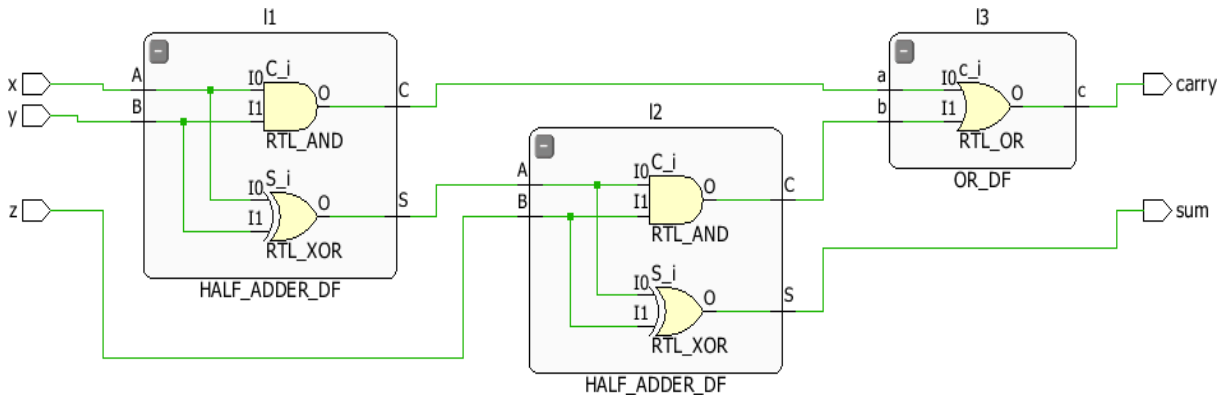 I1
x
y
z
A
B
I0
I1
C_i
O
RTL_AND
C
I0
I1
S_i
O
RTL_XOR
S
HALF_ADDER_DF
I2
A
B
I0
I1
C_i
O
RTL_AND
C
I0
I1
S_i
O
RTL_XOR
S
HALF_ADDER_DF
I3
a
b
I0
I1
c_i
O
RTL_OR
c
OR_DF
carry
sum